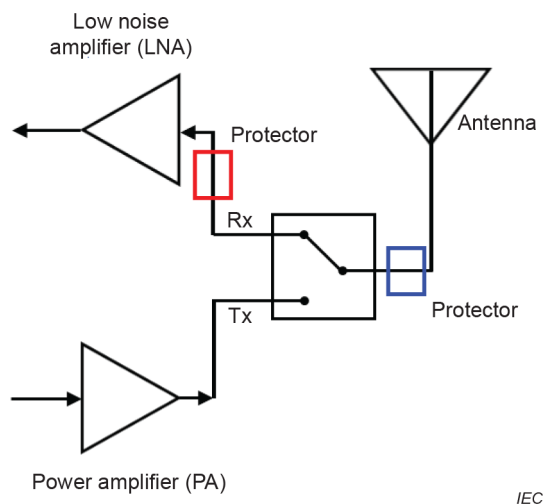 Low noise
amplifier (LNA)
Protector
Antenna
Rx
Tx
Protector
Power amplifier (PA)
IEC